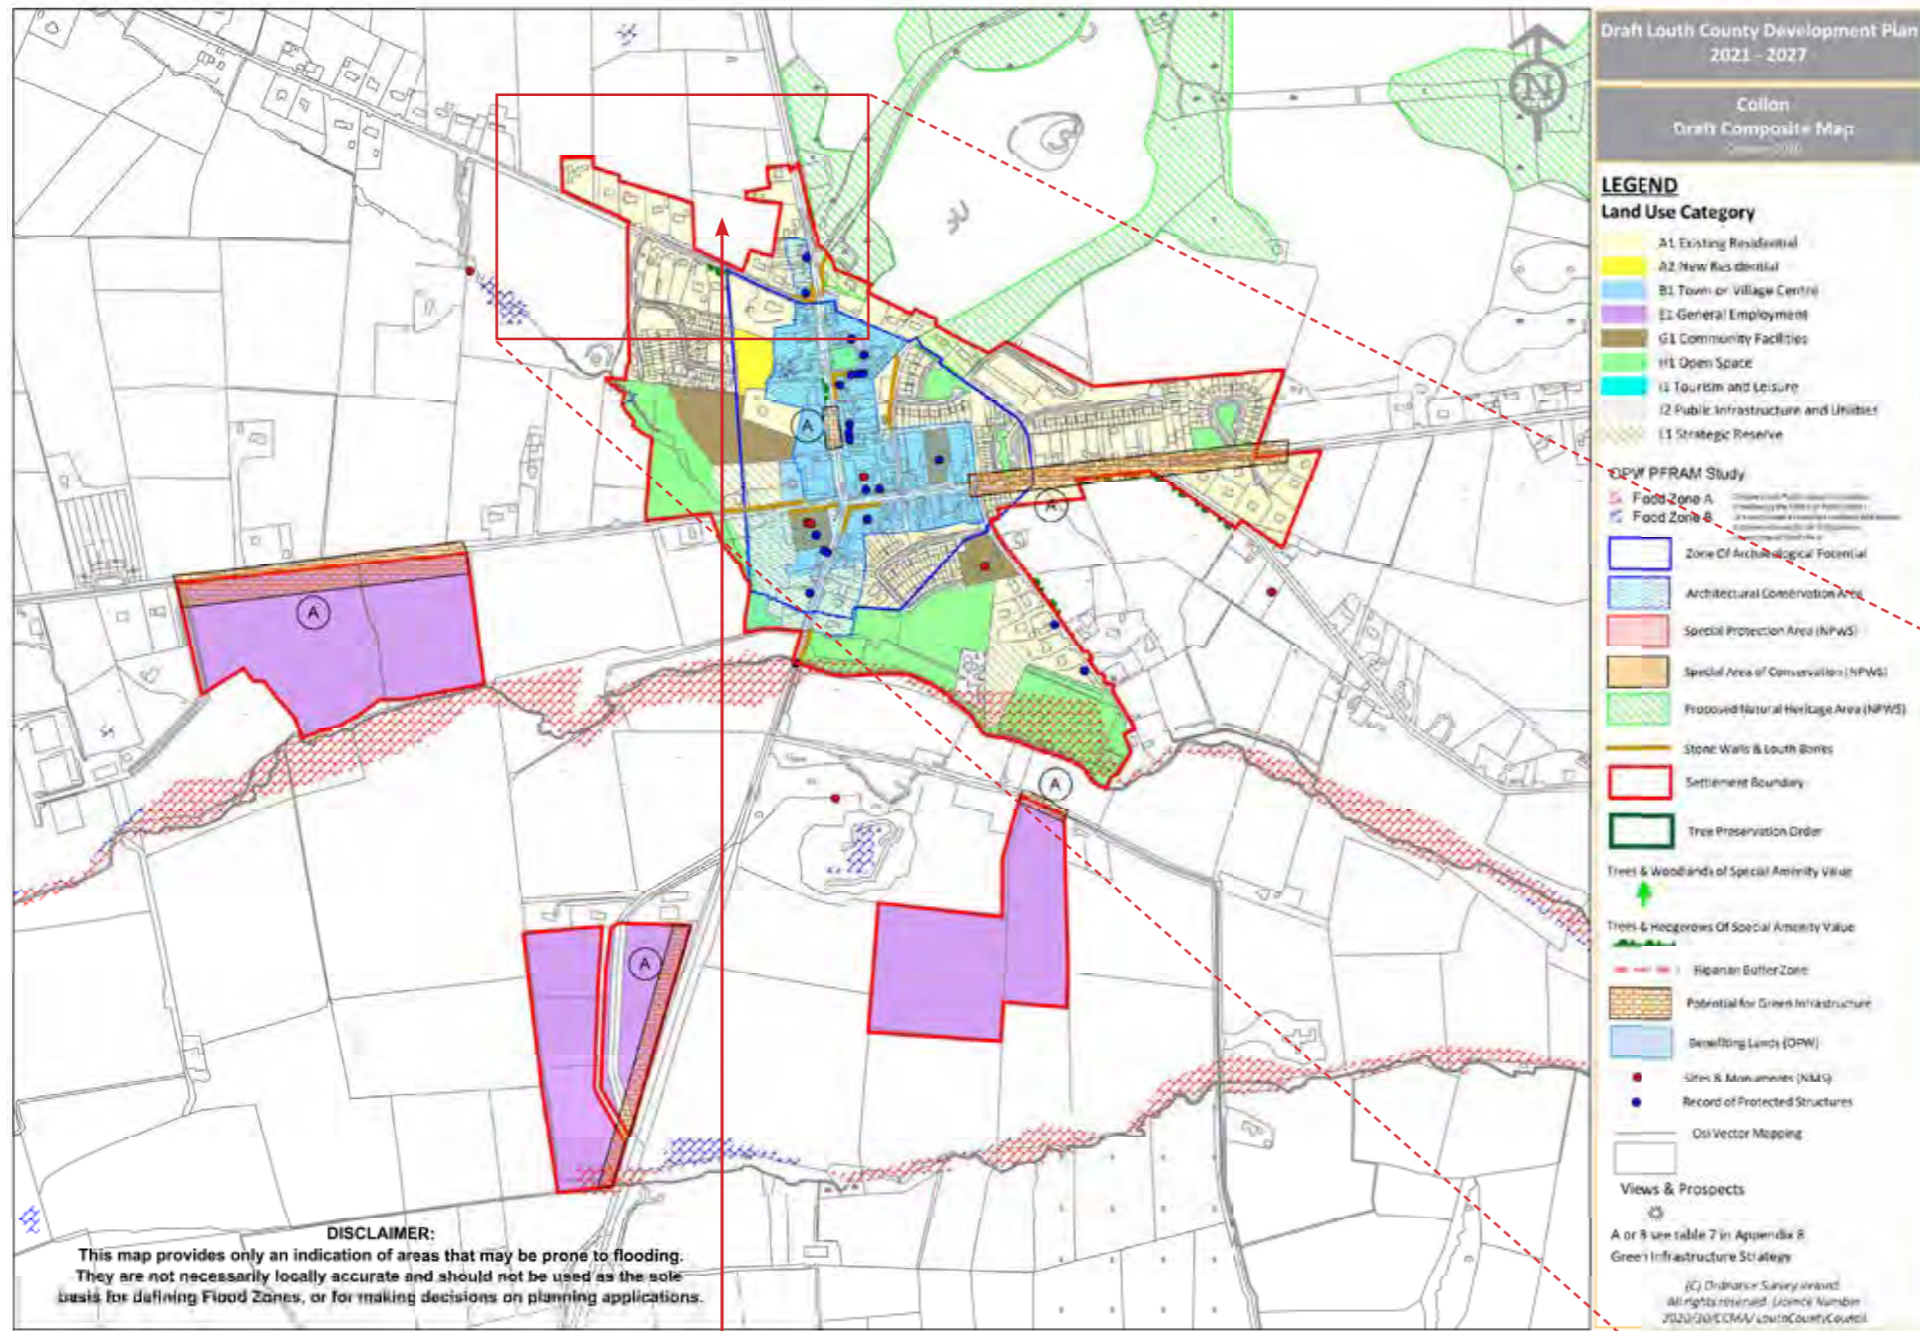 Draft Louth County Development Plan
2021 - 2027
Collon
Draft Composite Map
N
LEGEND
Land Use Category
A1 Existing Residential
A2 New Residential
B1 Town or Village Centre
E1 General Employment
G1 Community Facilities
H1 Open Space
I1 Tourism and Leisure
I2 Public Infrastructure and Utilities
L1 Strategic Reserve
OPW PFRAM Study
Food Zone A
Food Zone B
Zone Of Archaeological Potential
Architectural Conservation Area
Special Protection Area (NPWS)
Special Area of Conservation (NPWS)
Proposed Natural Heritage Area (NPWS)
Stone Walls & Louth Banks
Settlement Boundary
Tree Preservation Order
Trees & Woodlands of Special Amenity Value
Trees & Hedgerows Of Special Amenity Value
Riparian Buffer Zone
Potential for Green Infrastructure
Benefiting Lands (OPW)
Sites & Monuments (NMS)
Record of Protected Structures
Osi Vector Mapping
Views & Prospects
A or B see table 7 in Appendix 8
Green Infrastructure Strategy
(C) Ordnance Survey Ireland
All rights reserved. Licence Number
2020/30/CCMA/ LouthCountyCouncil
A
A
A
A
A
DISCLAIMER:
This map provides only an indication of areas that may be prone to flooding.
They are not necessarily locally accurate and should not be used as the sole
basis for defining Flood Zones, or for making decisions on planning applications.